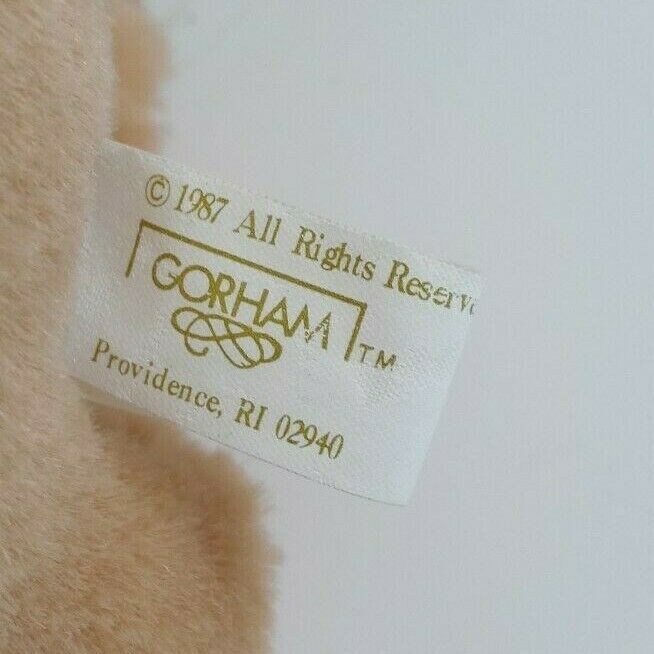 © 1987 All Rights Reserve
GORHAM TM
Providence, RI 02940